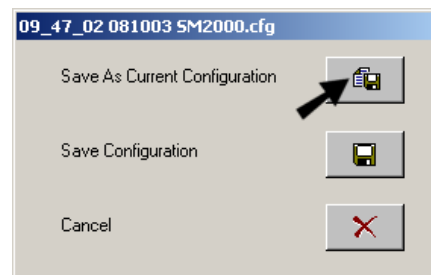 09_47_02 081003 SM2000.cfg
Save As Current Configuration
Save Configuration
Cancel